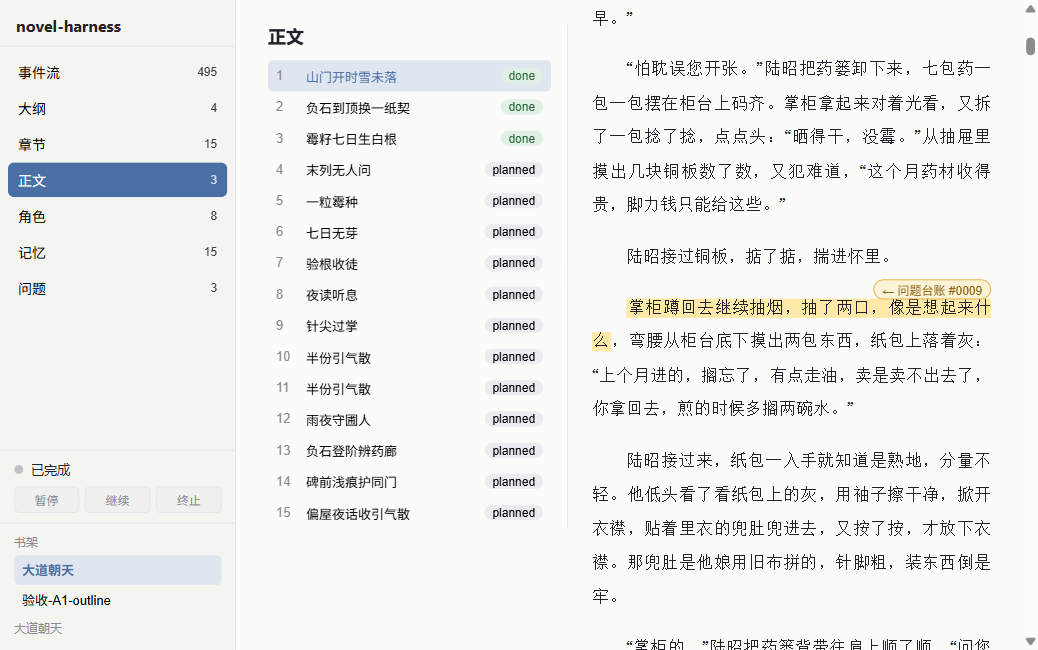 novel-harness
事件流 495
大纲 4
章节 15
正文 3
角色 8
记忆 15
问题 3
已完成
暂停 继续 终止
书架
大道朝天
验收-A1-outline
大道朝天
正文
1 山门开时雪未落 done
2 负石到顶换一纸契 done
3 霉籽七日生白根 done
4 末列无人问 planned
5 一粒霉种 planned
6 七日无芽 planned
7 验根收徒 planned
8 夜读听息 planned
9 针尖过掌 planned
10 半份引气散 planned
11 半份引气散 planned
12 雨夜守圃人 planned
13 负石登阶辨药廊 planned
14 碑前浅痕护同门 planned
15 偏屋夜话收引气散 planned
早。”
“怕耽误您开张。”陆昭把药篓卸下来，七包药一
包一包摆在柜台上码齐。掌柜拿起来对着光看，又拆
了一包捻了捻，点点头：“晒得干，没霉。”从抽屉里
摸出几块铜板数了数，又犯难道，“这个月药材收得
贵，脚力钱只能给这些。”
陆昭接过铜板，掂了掂，揣进怀里。
← 问题台账 #0009
掌柜蹲回去继续抽烟，抽了两口，像是想起来什
么，弯腰从柜台底下摸出两包东西，纸包上落着灰：
“上个月进的，搁忘了，有点走油，卖是卖不出去了，
你拿回去，煎的时候多搁两碗水。”
陆昭接过来，纸包一入手就知道是熟地，分量不
轻。他低头看了看纸包上的灰，用袖子擦干净，掀开
衣襟，贴着里衣的兜肚兜进去，又按了按，才放下衣
襟。那兜肚是他娘用旧布拼的，针脚粗，装东西倒是
牢。
“掌柜的。”陆昭把药篓背带往肩上顺了顺，“问您